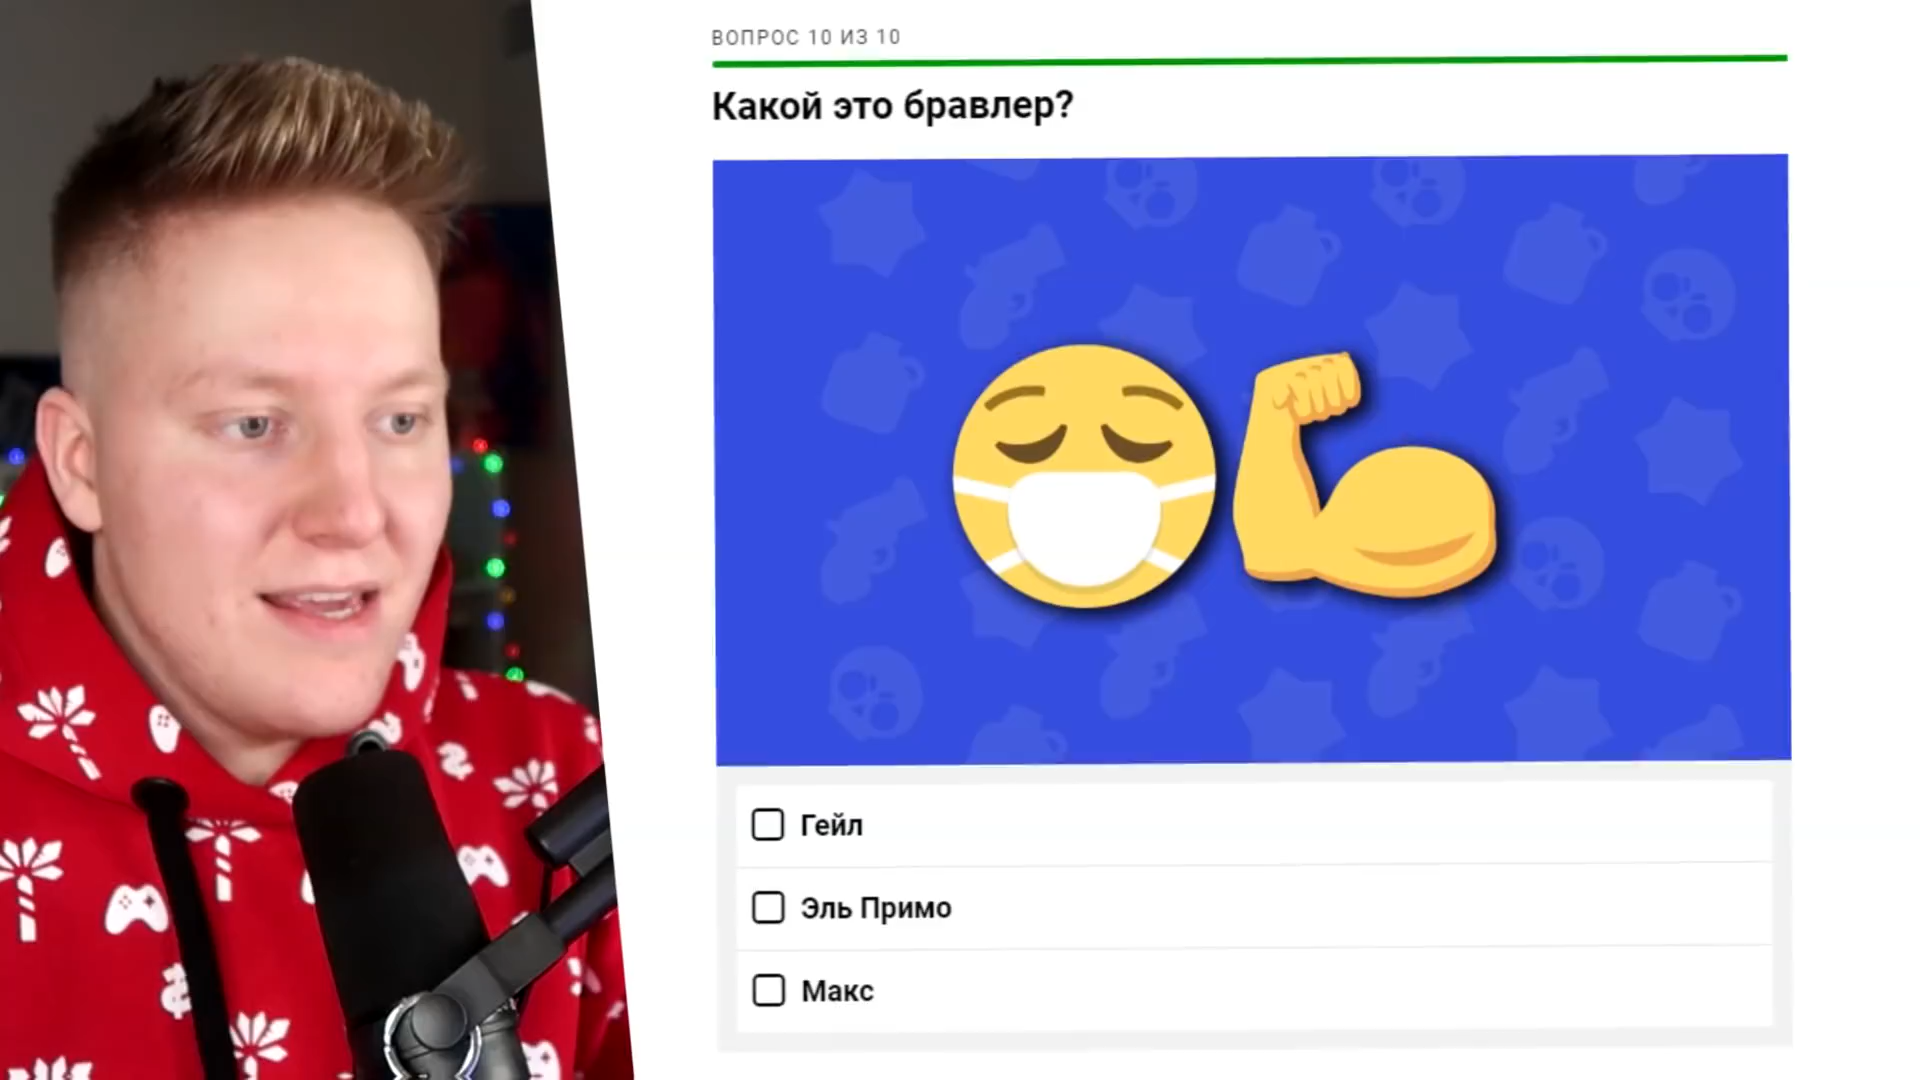 ВОПРОС 10 ИЗ 10
Какой это бравлер?
Гейл
Эль Примо
Макс